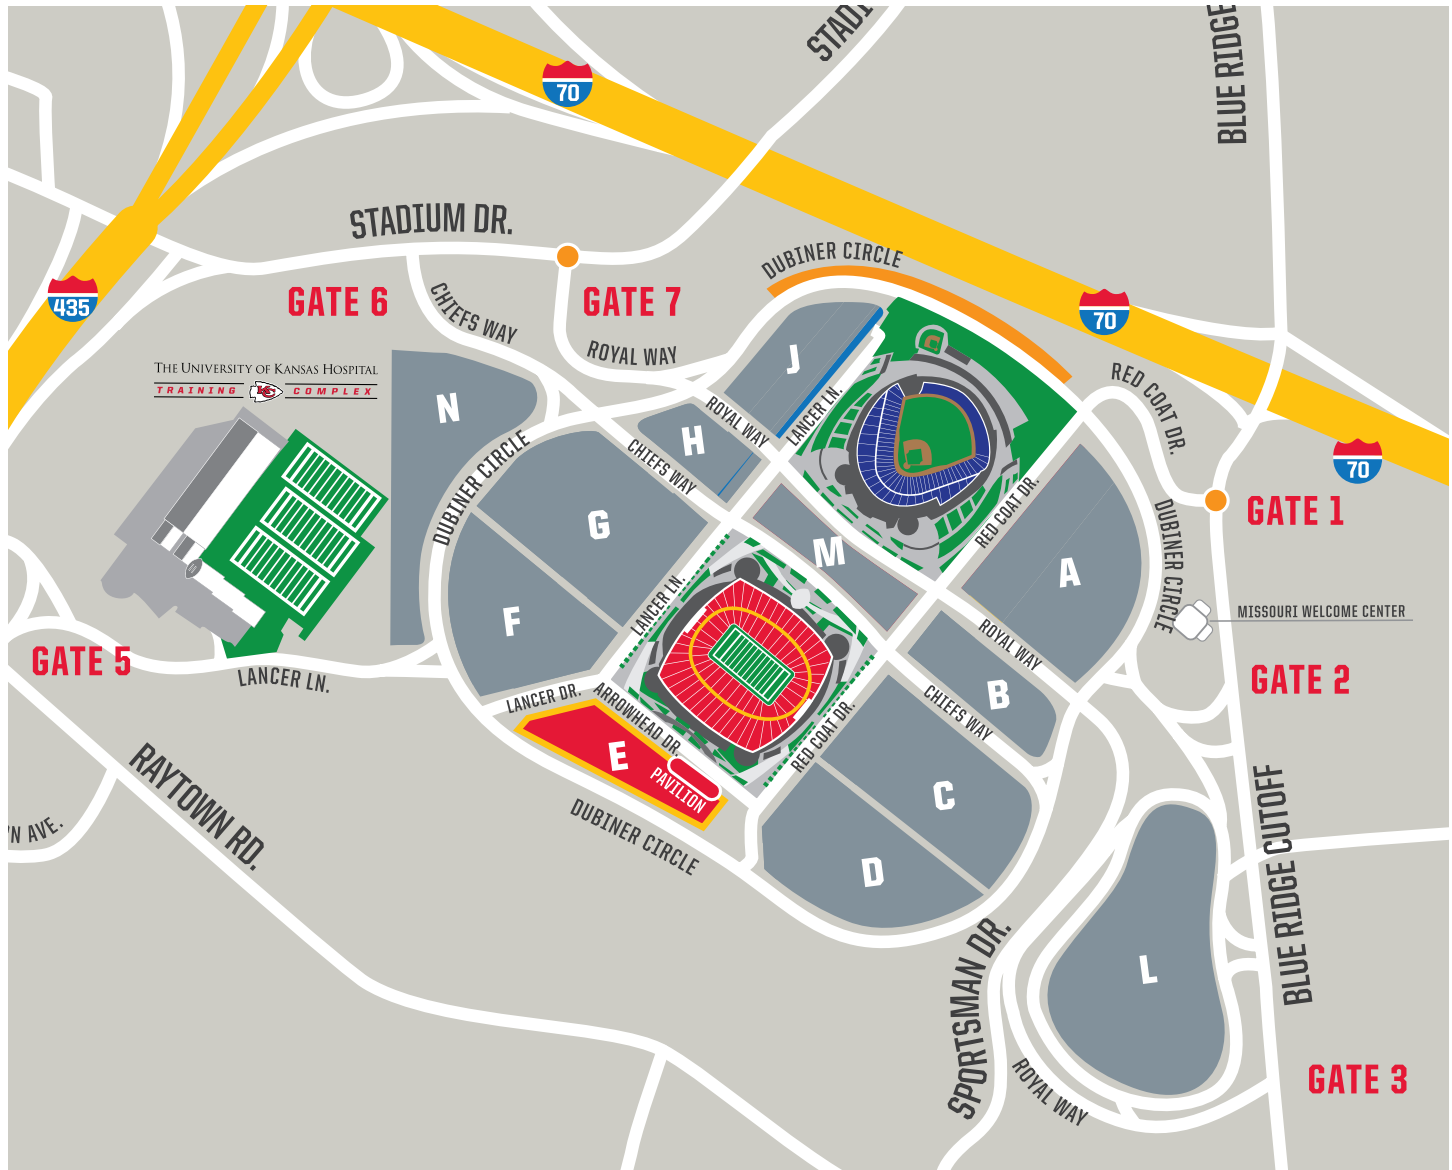 STADI
BLUE RIDGE
70
STADIUM DR.
DUBINER CIRCLE
435
GATE 6
CHIEFS WAY
GATE 7
70
ROYAL WAY
THE UNIVERSITY OF KANSAS HOSPITAL
TRAINING KC COMPLEX
J
RED COAT DR.
N
ROYAL WAY
LANCER LN.
H
CHIEFS WAY
70
DUBINER CIRCLE
G
RED COAT DR.
GATE 1
M
A
DUBINER CIRCLE
LANCER LN.
F
MISSOURI WELCOME CENTER
ROYAL WAY
GATE 5
LANCER LN.
GATE 2
B
LANCER DR.
ARROWHEAD DR.
RED COAT DR.
CHIEFS WAY
E
PAVILION
C
RAYTOWN RD.
'N AVE.
DUBINER CIRCLE
D
BLUE RIDGE CUTOFF
SPORTSMAN DR.
L
ROYAL WAY
GATE 3